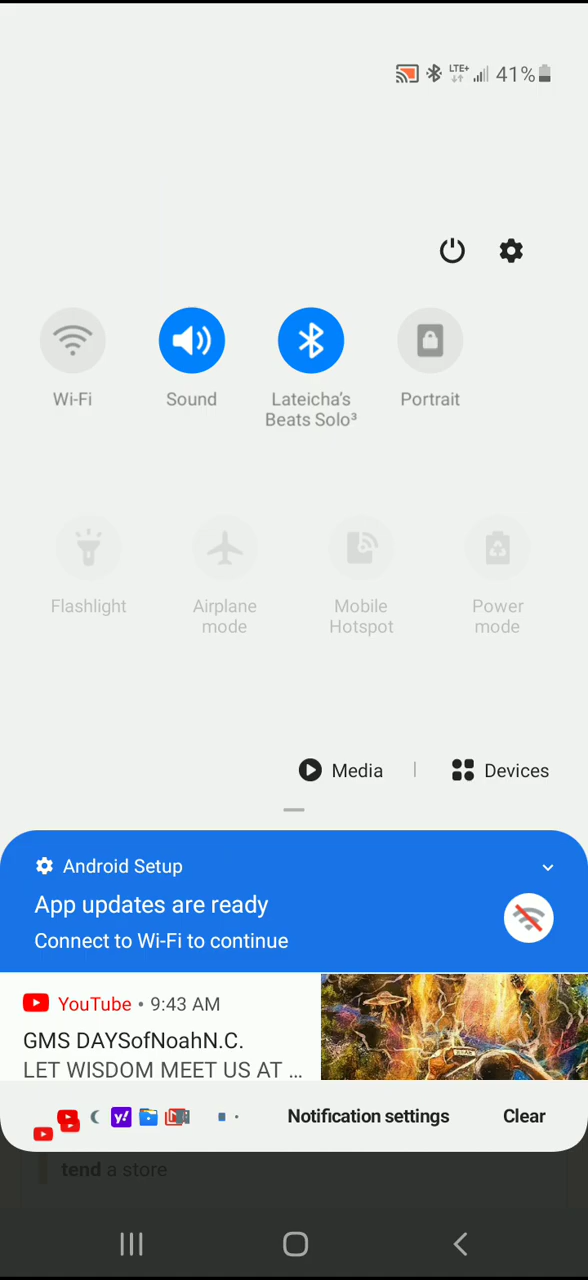 LTE+ 41%
Wi-Fi
Sound
Lateicha's
Beats Solo³
Portrait
Flashlight
Airplane
mode
Mobile
Hotspot
Power
mode
Media
Devices
Android Setup
App updates are ready
Connect to Wi-Fi to continue
YouTube • 9:43 AM
GMS DAYSofNoahN.C.
LET WISDOM MEET US AT ...
y!
Notification settings
Clear
tend a store